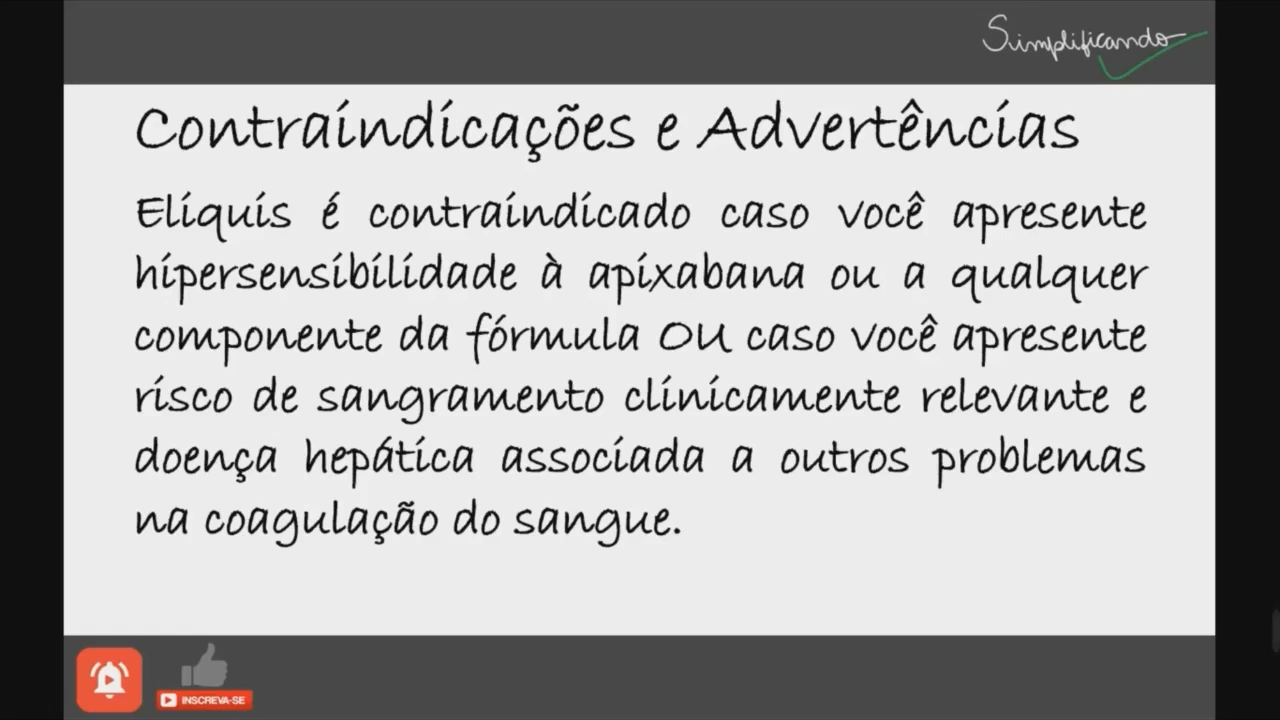 Simplificando
Contraindicações e Advertências
Eliquis é contraindicado caso você apresente
hipersensibilidade à apixabana ou a qualquer
componente da fórmula OU caso você apresente
risco de sangramento clinicamente relevante e
doença hepática associada a outros problemas
na coagulação do sangue.
INSCREVA-SE